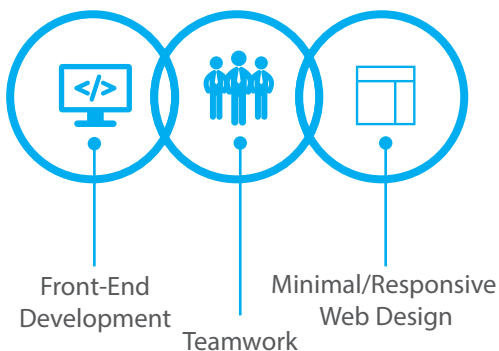 </>
Front-End
Development
Teamwork
Minimal/Responsive
Web Design